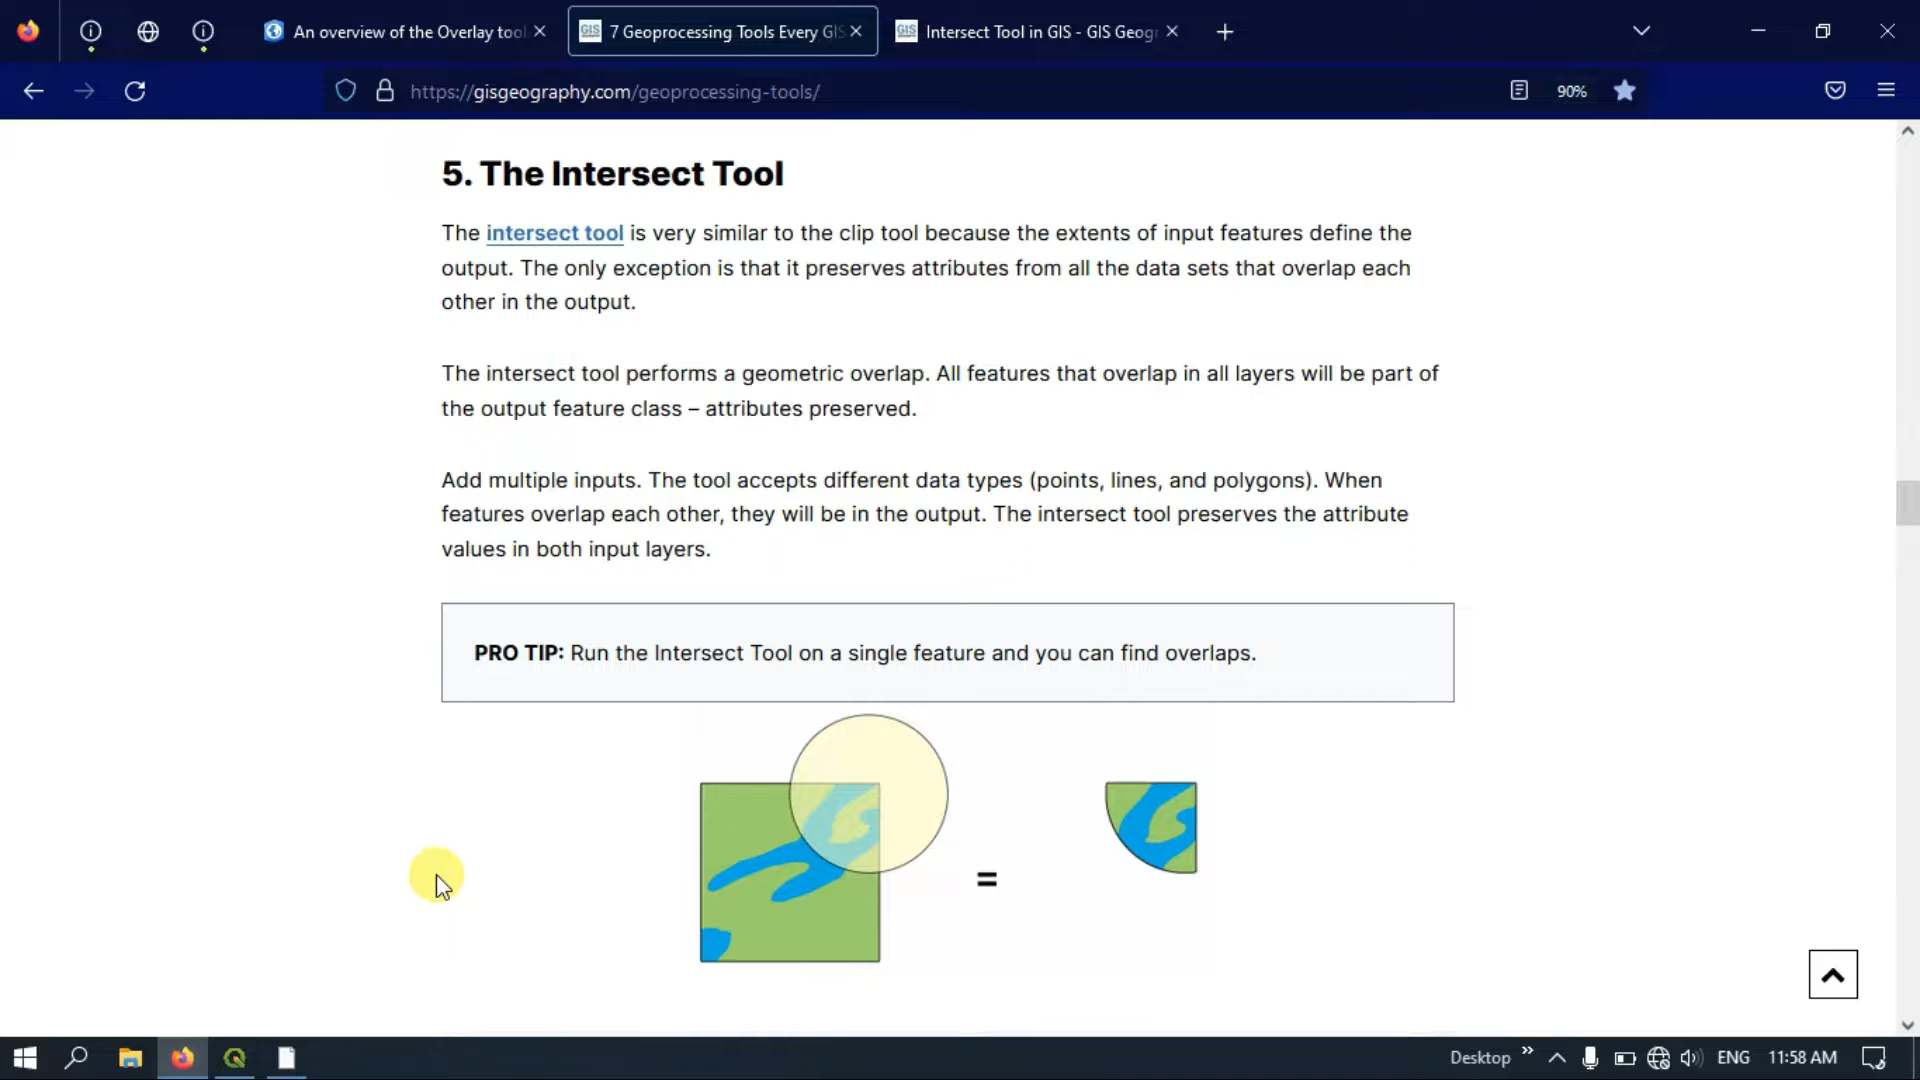 An overview of the Overlay tool
GIS
7 Geoprocessing Tools Every GIS
GIS
Intersect Tool in GIS - GIS Geogr
https://gisgeography.com/geoprocessing-tools/
90%
5. The Intersect Tool
The intersect tool is very similar to the clip tool because the extents of input features define the
output. The only exception is that it preserves attributes from all the data sets that overlap each
other in the output.
The intersect tool performs a geometric overlap. All features that overlap in all layers will be part of
the output feature class – attributes preserved.
Add multiple inputs. The tool accepts different data types (points, lines, and polygons). When
features overlap each other, they will be in the output. The intersect tool preserves the attribute
values in both input layers.
PRO TIP: Run the Intersect Tool on a single feature and you can find overlaps.
=
Desktop
ENG
11:58 AM